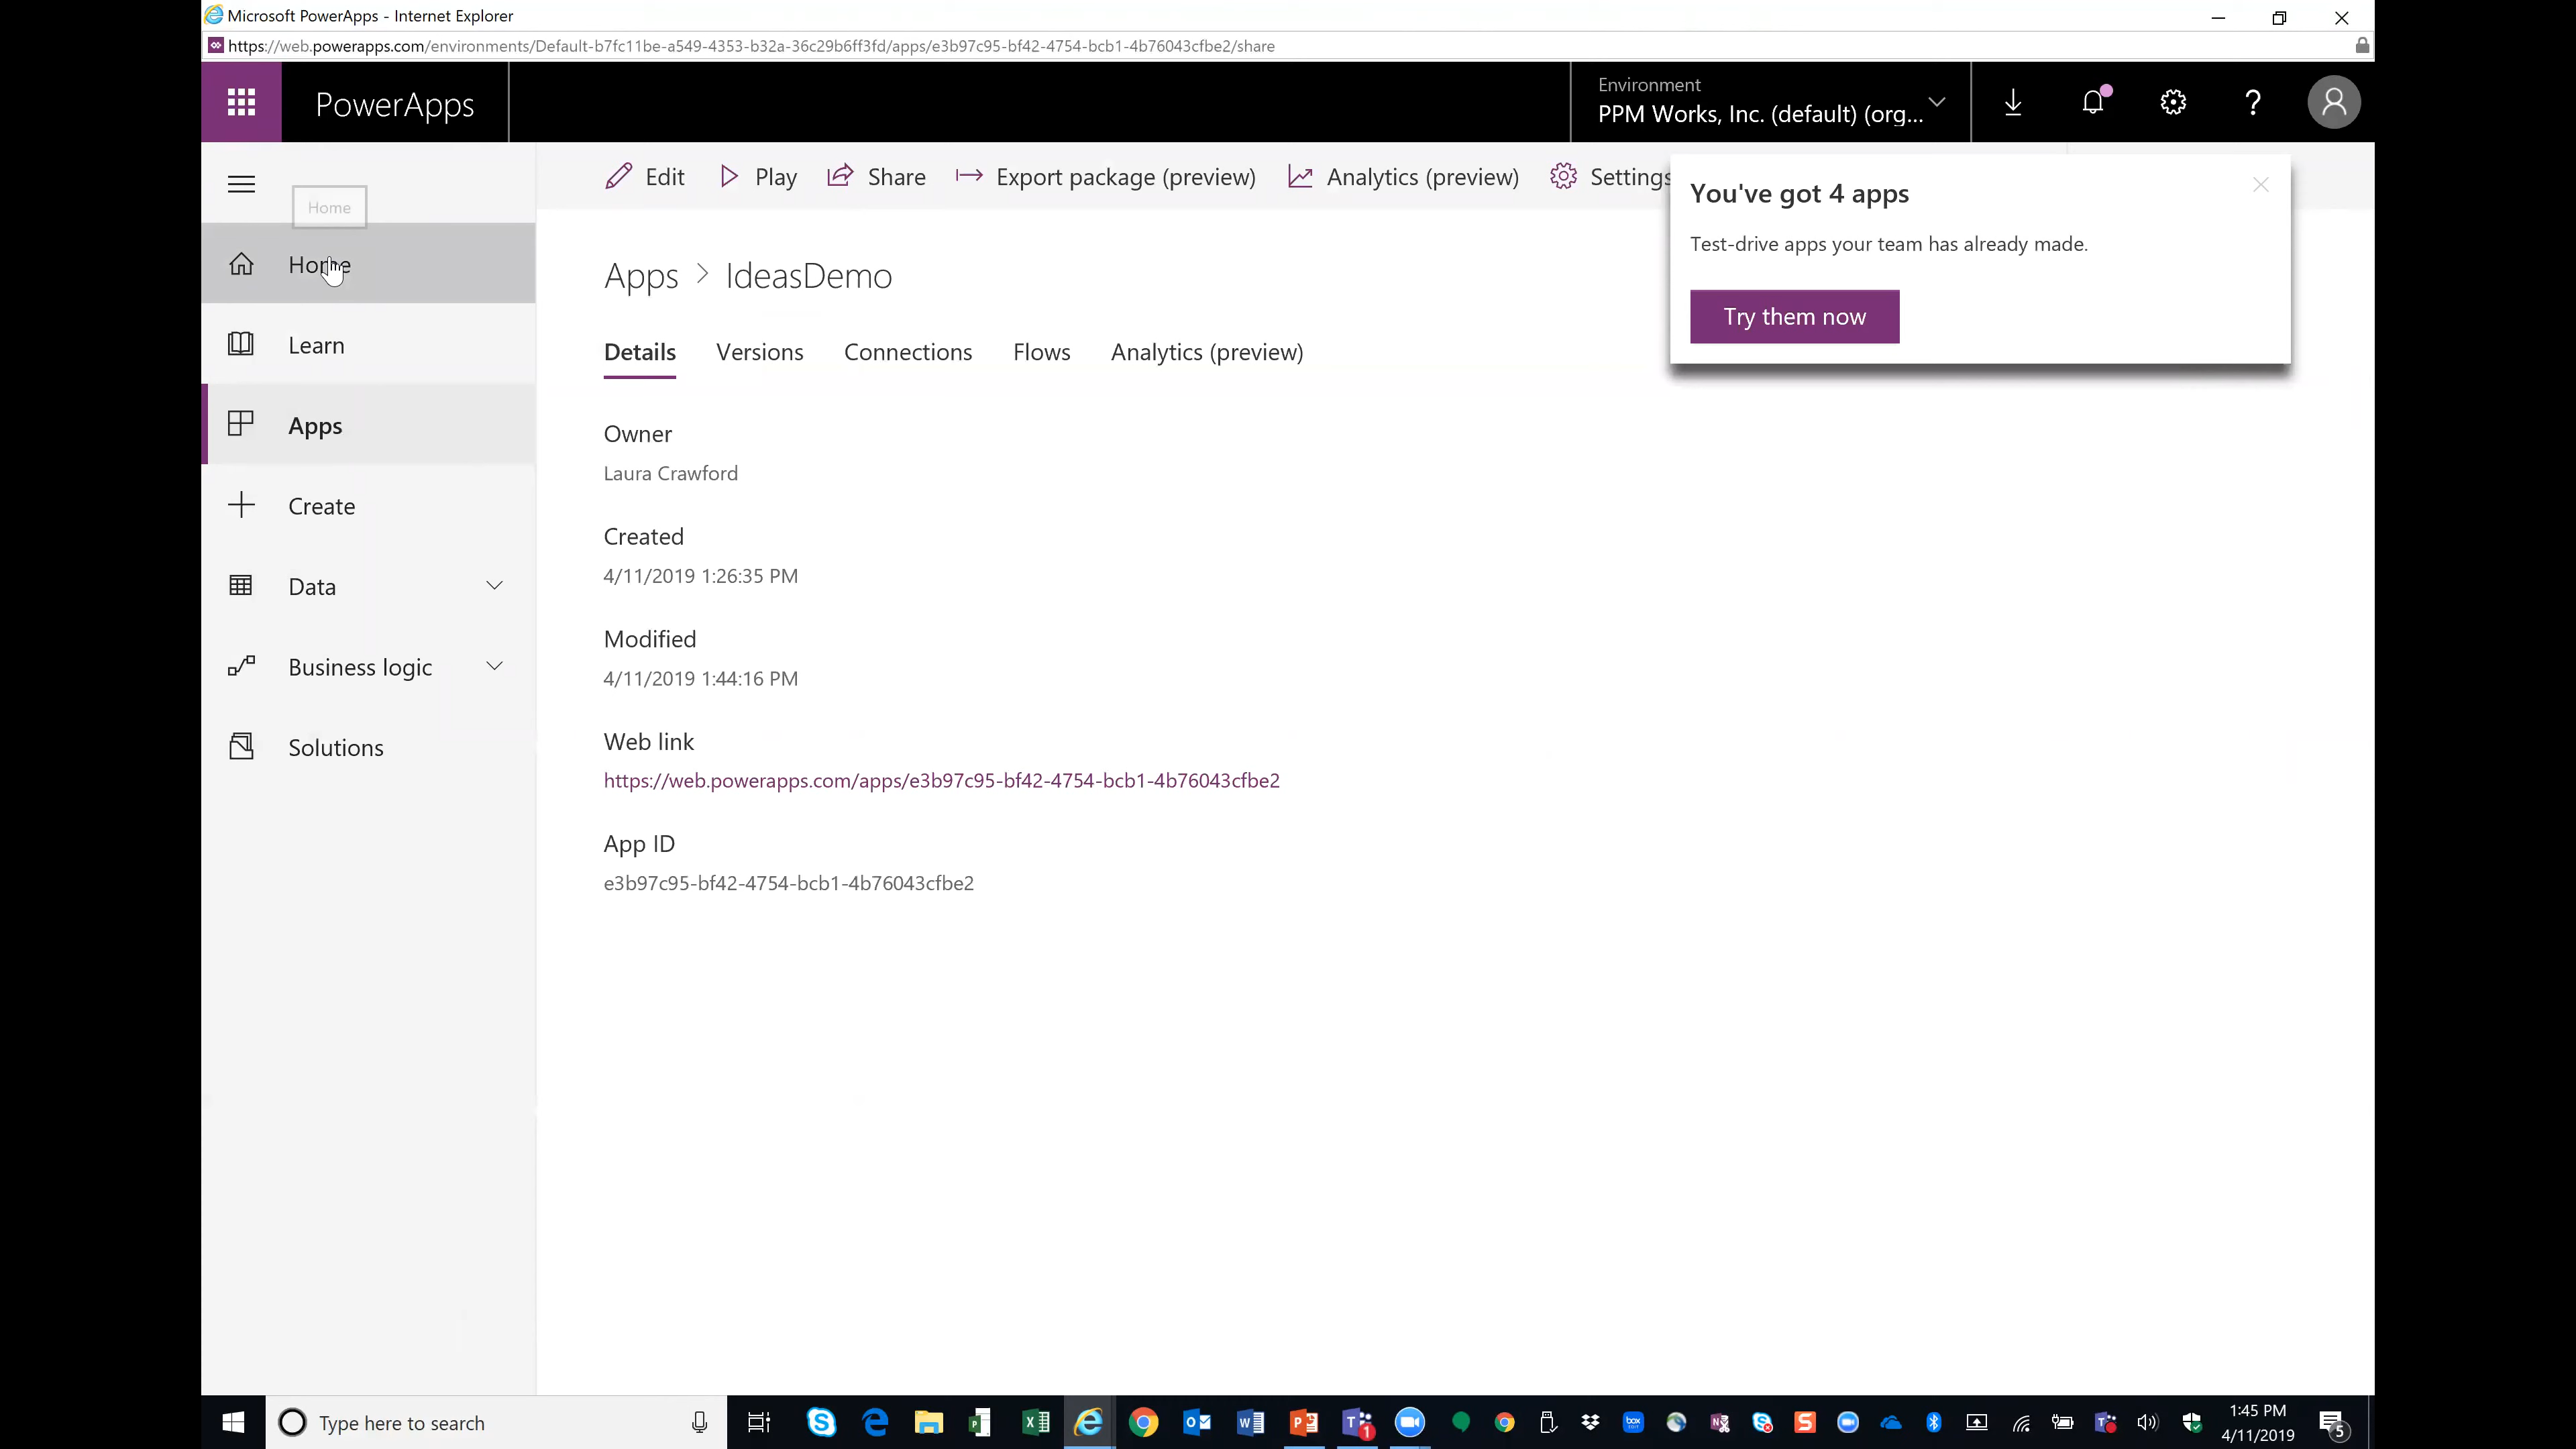 Microsoft PowerApps - Internet Explorer
https://web.powerapps.com/environments/Default-b7fc11be-a549-4353-b32a-36c29b6ff3fd/apps/e3b97c95-bf42-4754-bcb1-4b76043cfbe2/share
PowerApps
Environment
PPM Works, Inc. (default) (org...
Home
Home
Learn
Apps
Create
Data
Business logic
Solutions
Edit
Play
Share
Export package (preview)
Analytics (preview)
Settings
You've got 4 apps
Test-drive apps your team has already made.
Try them now
Apps > IdeasDemo
Details
Versions
Connections
Flows
Analytics (preview)
Owner
Laura Crawford
Created
4/11/2019 1:26:35 PM
Modified
4/11/2019 1:44:16 PM
Web link
https://web.powerapps.com/apps/e3b97c95-bf42-4754-bcb1-4b76043cfbe2
App ID
e3b97c95-bf42-4754-bcb1-4b76043cfbe2
Type here to search
1:45 PM
4/11/2019
5